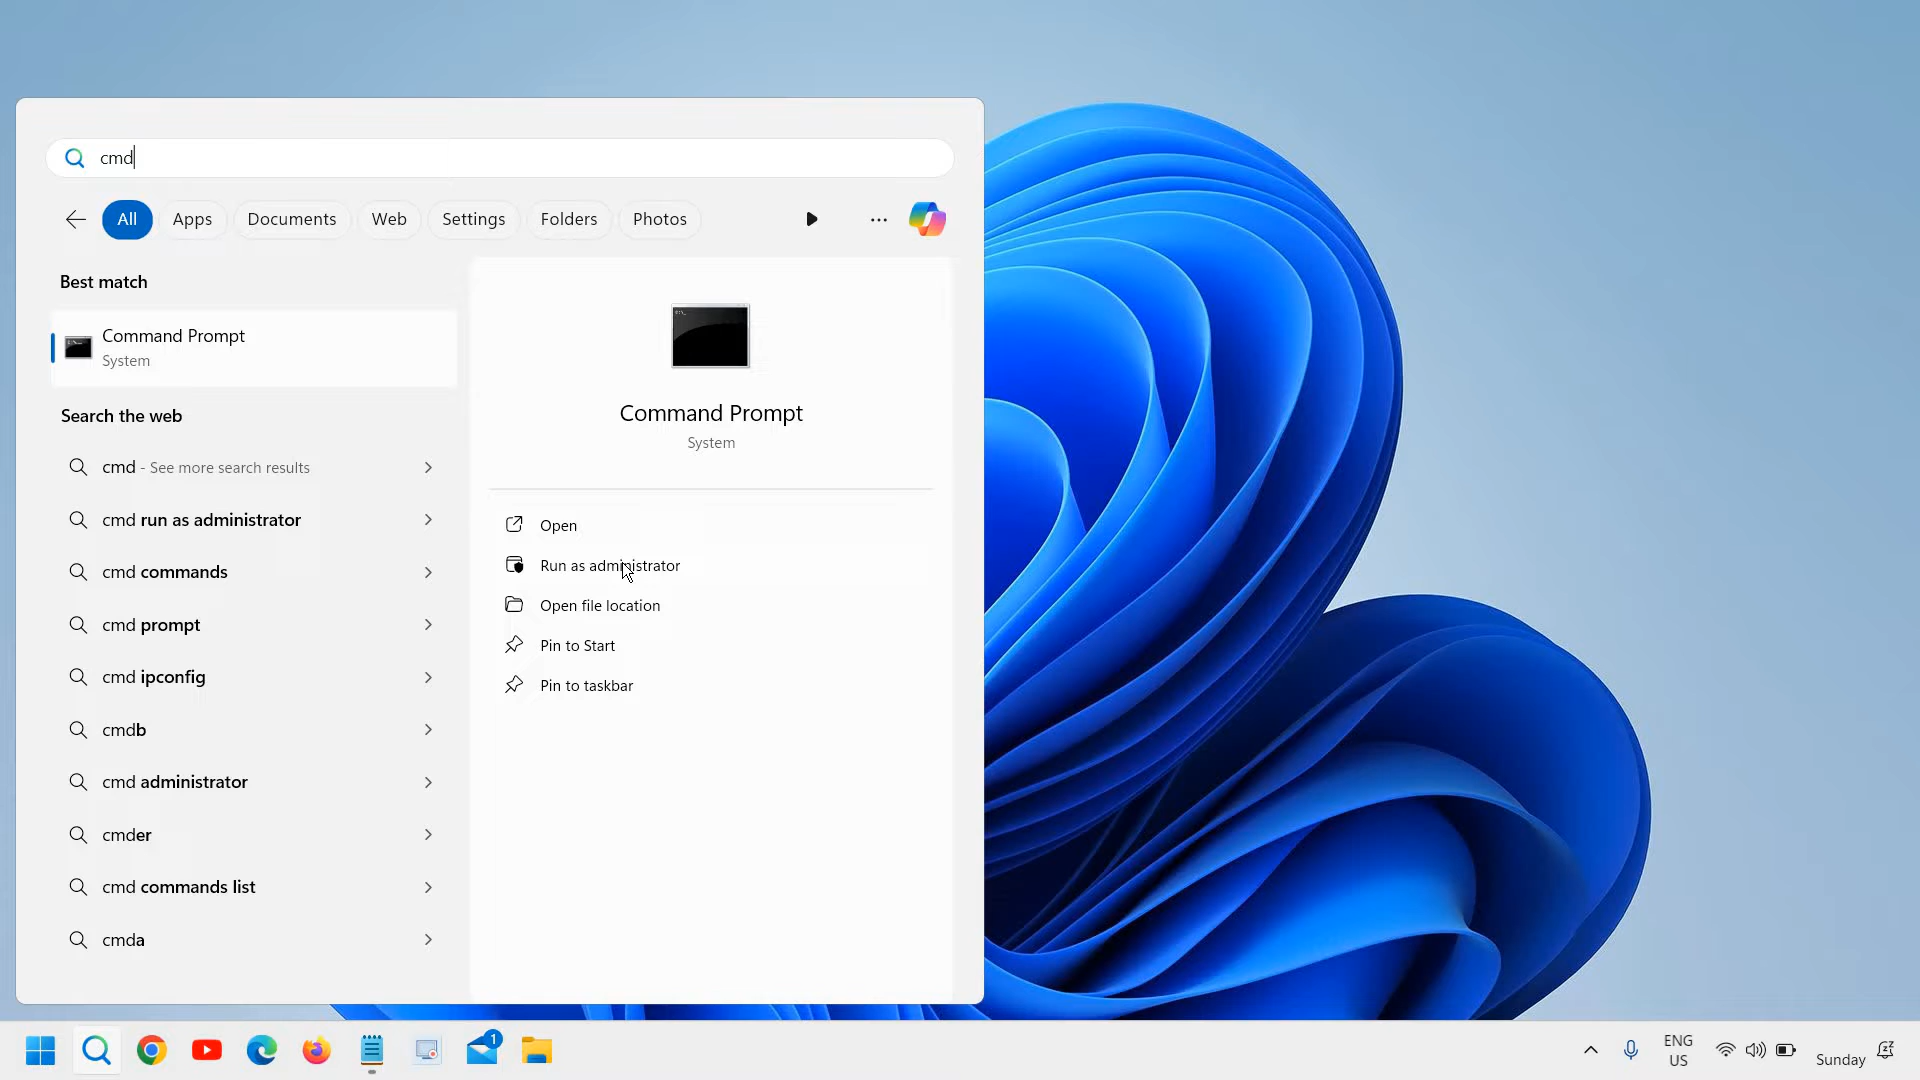 cmd
All
Apps
Documents
Web
Settings
Folders
Photos
Best match
Command Prompt
System
Search the web
cmd - See more search results
cmd run as administrator
cmd commands
cmd prompt
cmd ipconfig
cmdb
cmd administrator
cmder
cmd commands list
cmda
Command Prompt
System
Open
Run as administrator
Open file location
Pin to Start
Pin to taskbar
1
ENG
US
Sunday